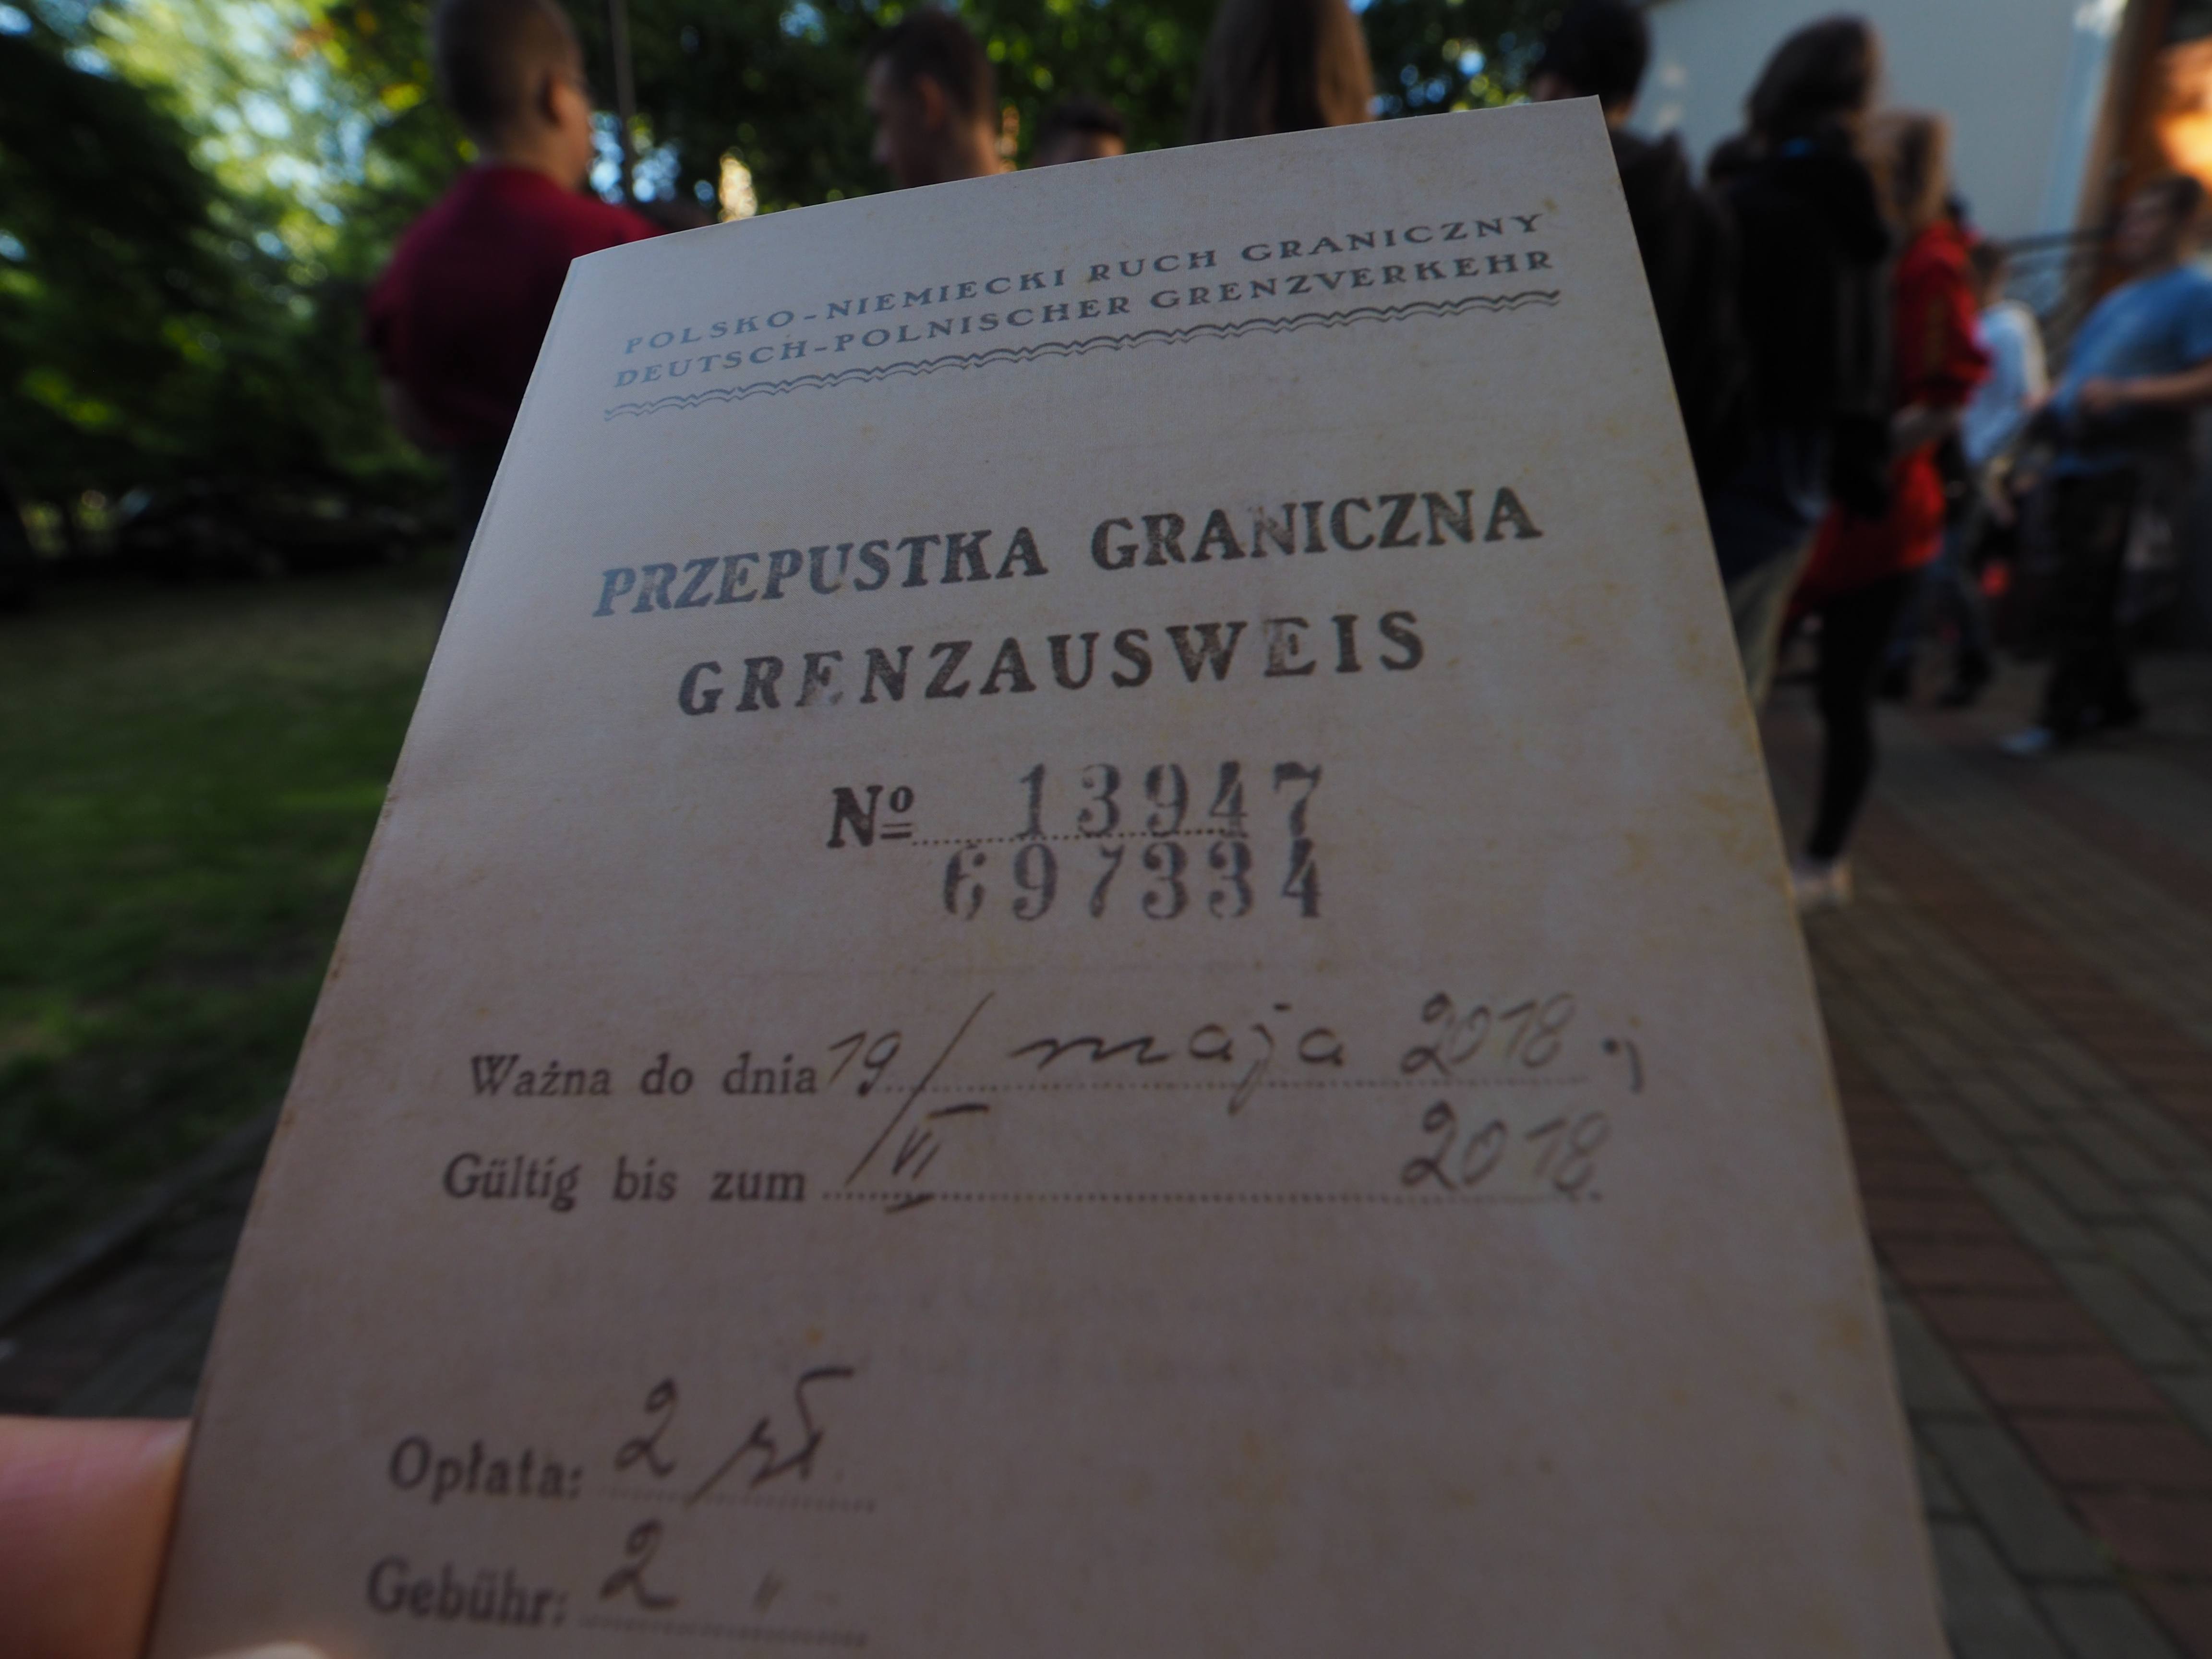 POLSKO-NIEMIECKI RUCH GRANICZNY
DEUTSCH-POLNISCHER GRENZVERKEHR
PRZEPUSTKA GRANICZNA
GRENZAUSWEIS
Nº 13947
697334
Ważna do dnia 19/ maja 2018
Gültig bis zum VI 2018
Opłata: 2 zł
Gebühr: 2 "